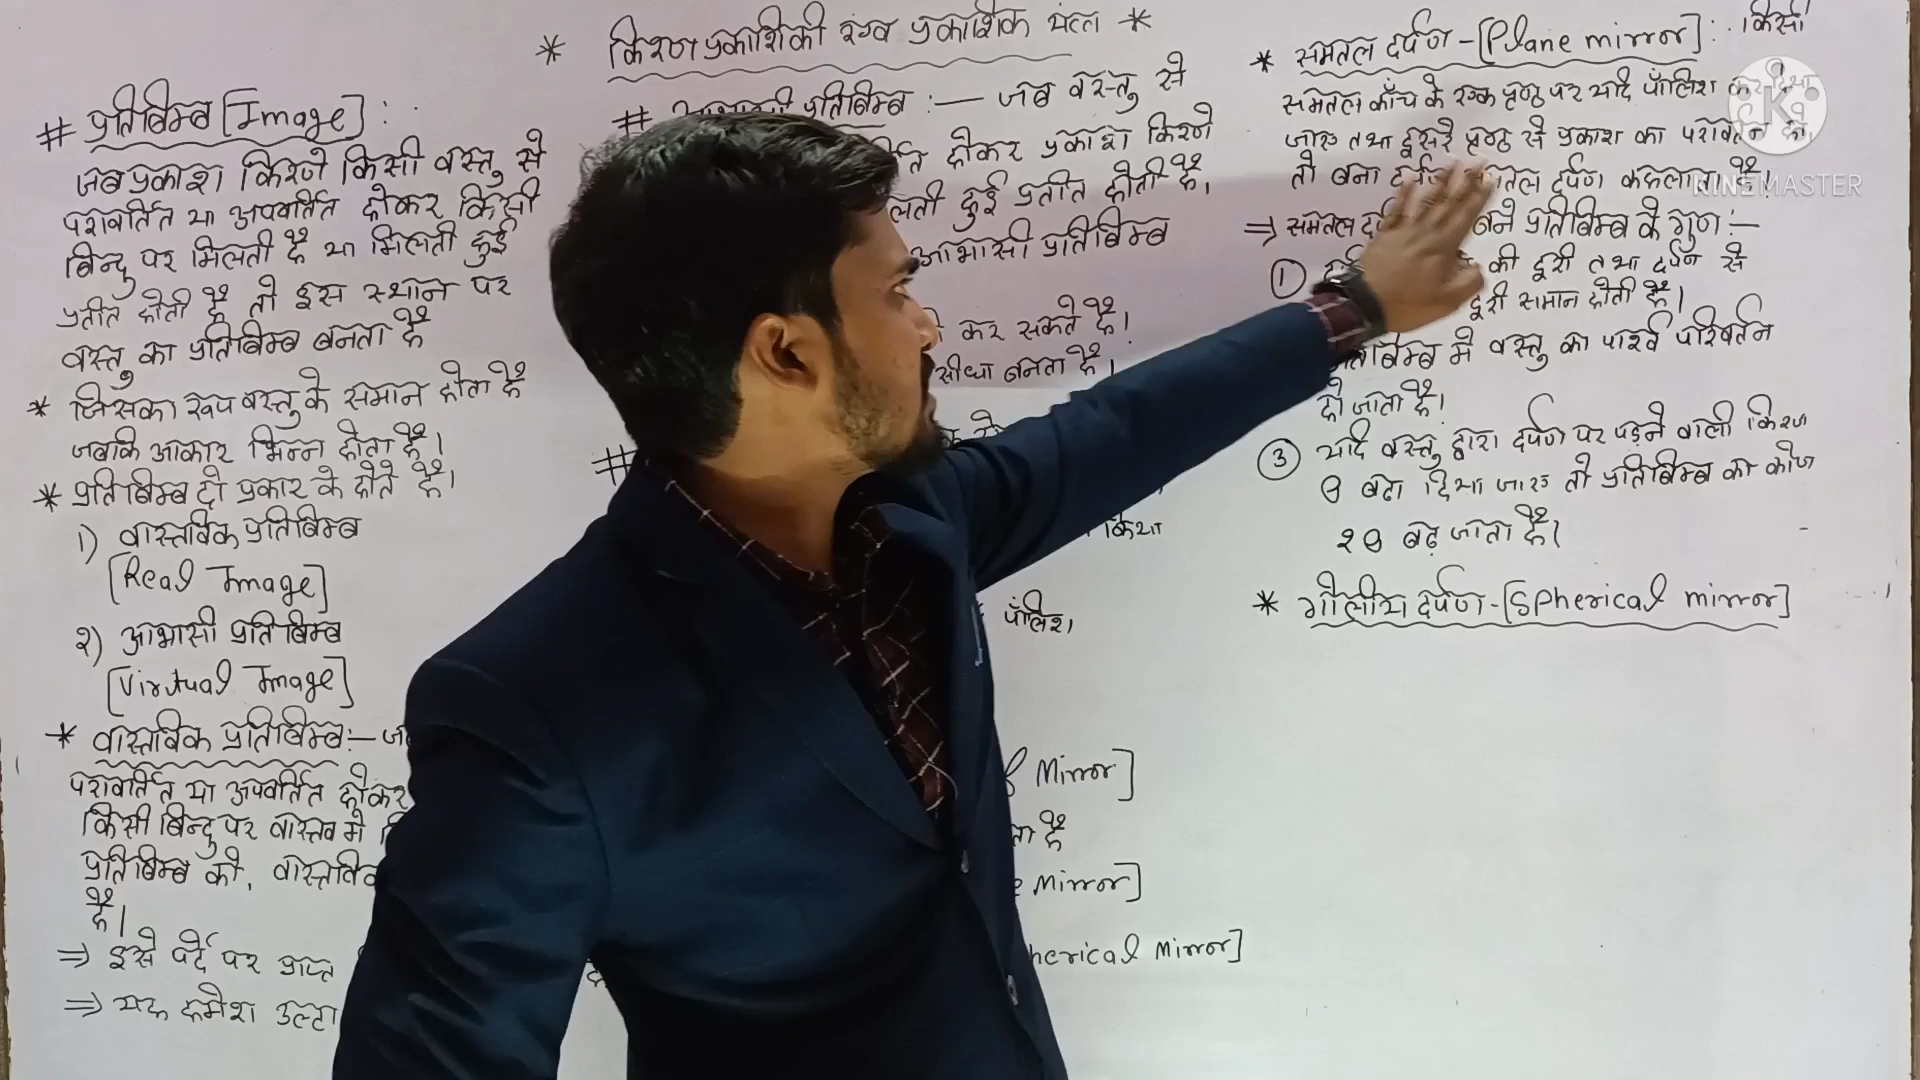 * किरण प्रकाशिकी एंव प्रकाशिक यंत्र *
# प्रतिबिम्ब [Image] :
जब प्रकाश किरणे किसी वस्तु से
परावर्तित या अपवर्तित होकर किसी
बिन्दु पर मिलती है या मिलती हुई
प्रतीत होती है तो इस स्थान पर
वस्तु का प्रतिबिम्ब बनता है
* जिसका रूप वस्तु के समान होता है
जबकि आकार भिन्न होता है।
* प्रतिबिम्ब दो प्रकार के होते है।
1) वास्तविक प्रतिबिम्ब
[Real Image]
२) आभासी प्रतिबिम्ब
[Virtual Image]
* वास्तविक प्रतिबिम्ब :-
परावर्तित या अपवर्तित होकर
किसी बिन्दु पर वास्तव मे
प्रतिबिम्ब को,
है।
⇒ इसे पर्दे पर प्राप्त
⇒ यह हमेशा उल्टा
# प्रतिबिम्ब :— जब वस्तु से
होकर प्रकाश किरणे
हुई प्रतीत होती है,
आभासी प्रतिबिम्ब
कर सकते है।
सीधा बनता है।
#
किया
पॉलिश,
Mirror]
है
Mirror]
Mirror]
* समतल दर्पण - [Plane mirror] : किसी
समतल काँच के एक पृष्ठ पर यदि पॉलिश कर दिया
जाए तथा दूसरे पृष्ठ से प्रकाश का परावर्तन हो,
तो बना दर्पण समतल दर्पण कहलाता है।
⇒ समतल बने प्रतिबिम्ब के गुण :-
① की दूरी तथा दर्पन से
दूरी समान होती है।
प्रतिबिम्ब मे वस्तु का पार्श्व परिवर्तन
हो जाता है।
③ यदि वस्तु द्वारा दर्पण पर पड़ने वाली किरण
θ बढा दिया जाए तो प्रतिबिम्ब का कोण
२θ बढ़ जाता है।
* गोलीय दर्पण - [Spherical mirror]
KINEMASTER